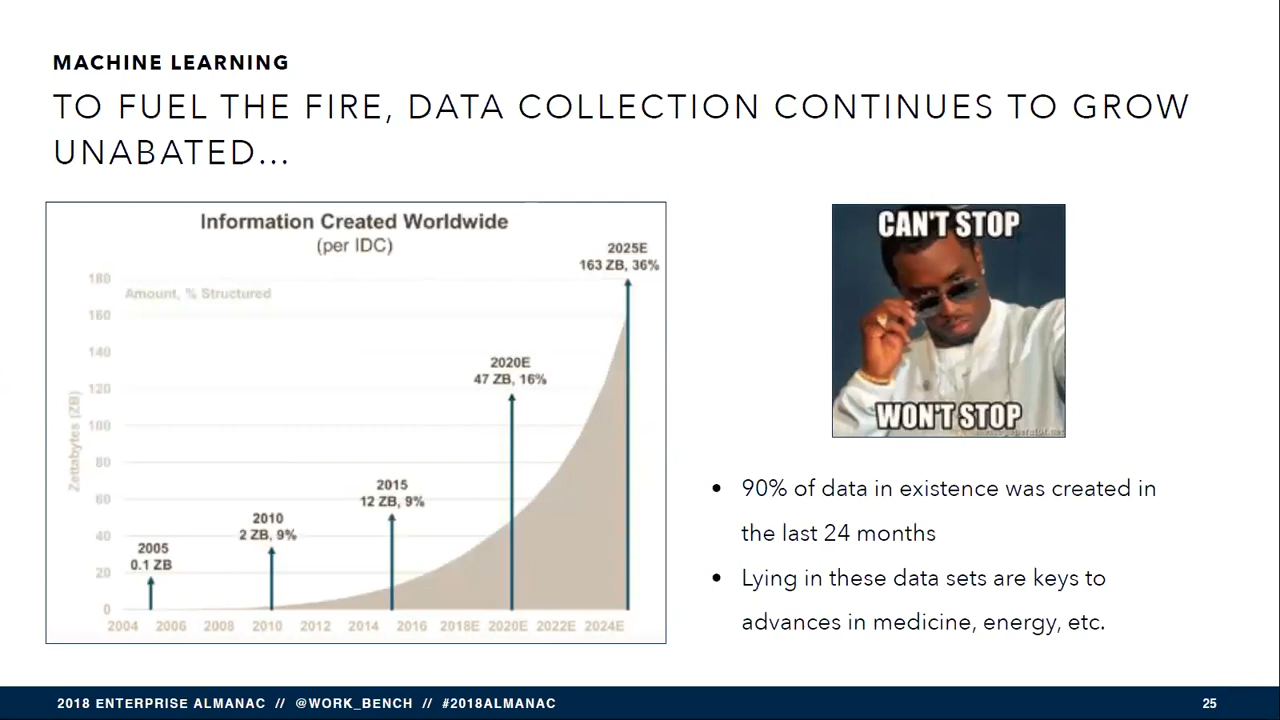 MACHINE LEARNING
TO FUEL THE FIRE, DATA COLLECTION CONTINUES TO GROW
UNABATED...
Information Created Worldwide
(per IDC)
2025E
163 ZB, 36%
180
Amount, % Structured
160
140
2020E
47 ZB, 16%
120
100
Zettabytes (ZB)
80
2015
12 ZB, 9%
60
2010
2 ZB, 9%
40
2005
0.1 ZB
20
0
2004 2006 2008 2010 2012 2014 2016 2018E 2020E 2022E 2024E
CAN'T STOP
WON'T STOP
• 90% of data in existence was created in
the last 24 months
• Lying in these data sets are keys to
advances in medicine, energy, etc.
2018 ENTERPRISE ALMANAC // @WORK_BENCH // #2018ALMANAC
25